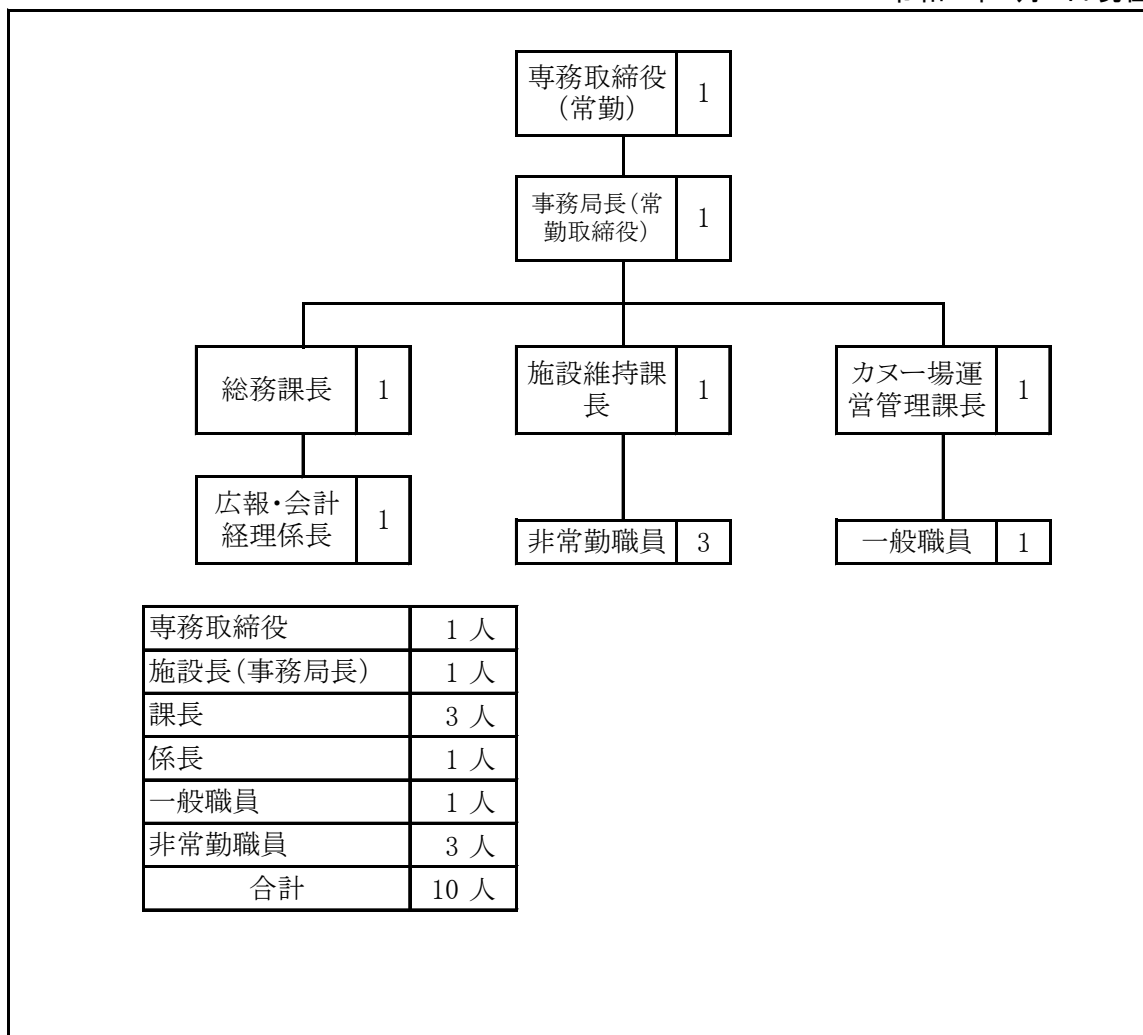 専務取締役
(常勤)
1
事務局長(常
勤取締役)
1
総務課長
1
施設維持課
長
1
カヌー場運
営管理課長
1
広報・会計
経理係長
1
非常勤職員 3
一般職員 1
専務取締役 1 人
施設長(事務局長) 1 人
課長 3 人
係長 1 人
一般職員 1 人
非常勤職員 3 人
合計 10 人